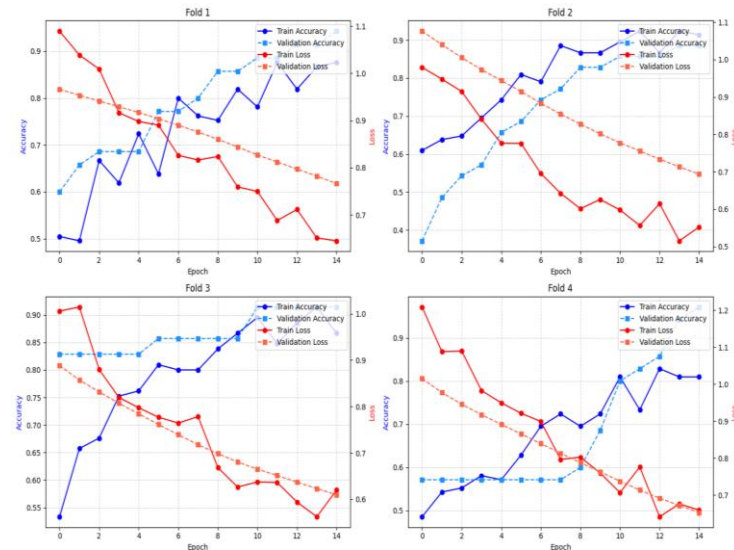 Fold 1
Train Accuracy
Validation Accuracy
Train Loss
Validation Loss
0.9
0.8
0.7
0.6
0.5
Accuracy
1.1
1.0
0.9
0.8
0.7
Loss
0 2 4 6 8 10 12 14
Epoch
Fold 2
Train Accuracy
Validation Accuracy
Train Loss
Validation Loss
0.9
0.8
0.7
0.6
0.5
0.4
Accuracy
1.1
1.0
0.9
0.8
0.7
0.6
0.5
Loss
0 2 4 6 8 10 12 14
Epoch
Fold 3
Train Accuracy
Validation Accuracy
Train Loss
Validation Loss
0.90
0.85
0.80
0.75
0.70
0.65
0.60
0.55
Accuracy
1.0
0.9
0.8
0.7
0.6
Loss
0 2 4 6 8 10 12 14
Epoch
Fold 4
Train Accuracy
Validation Accuracy
Train Loss
Validation Loss
0.9
0.8
0.7
0.6
0.5
Accuracy
1.2
1.1
1.0
0.9
0.8
0.7
Loss
0 2 4 6 8 10 12 14
Epoch